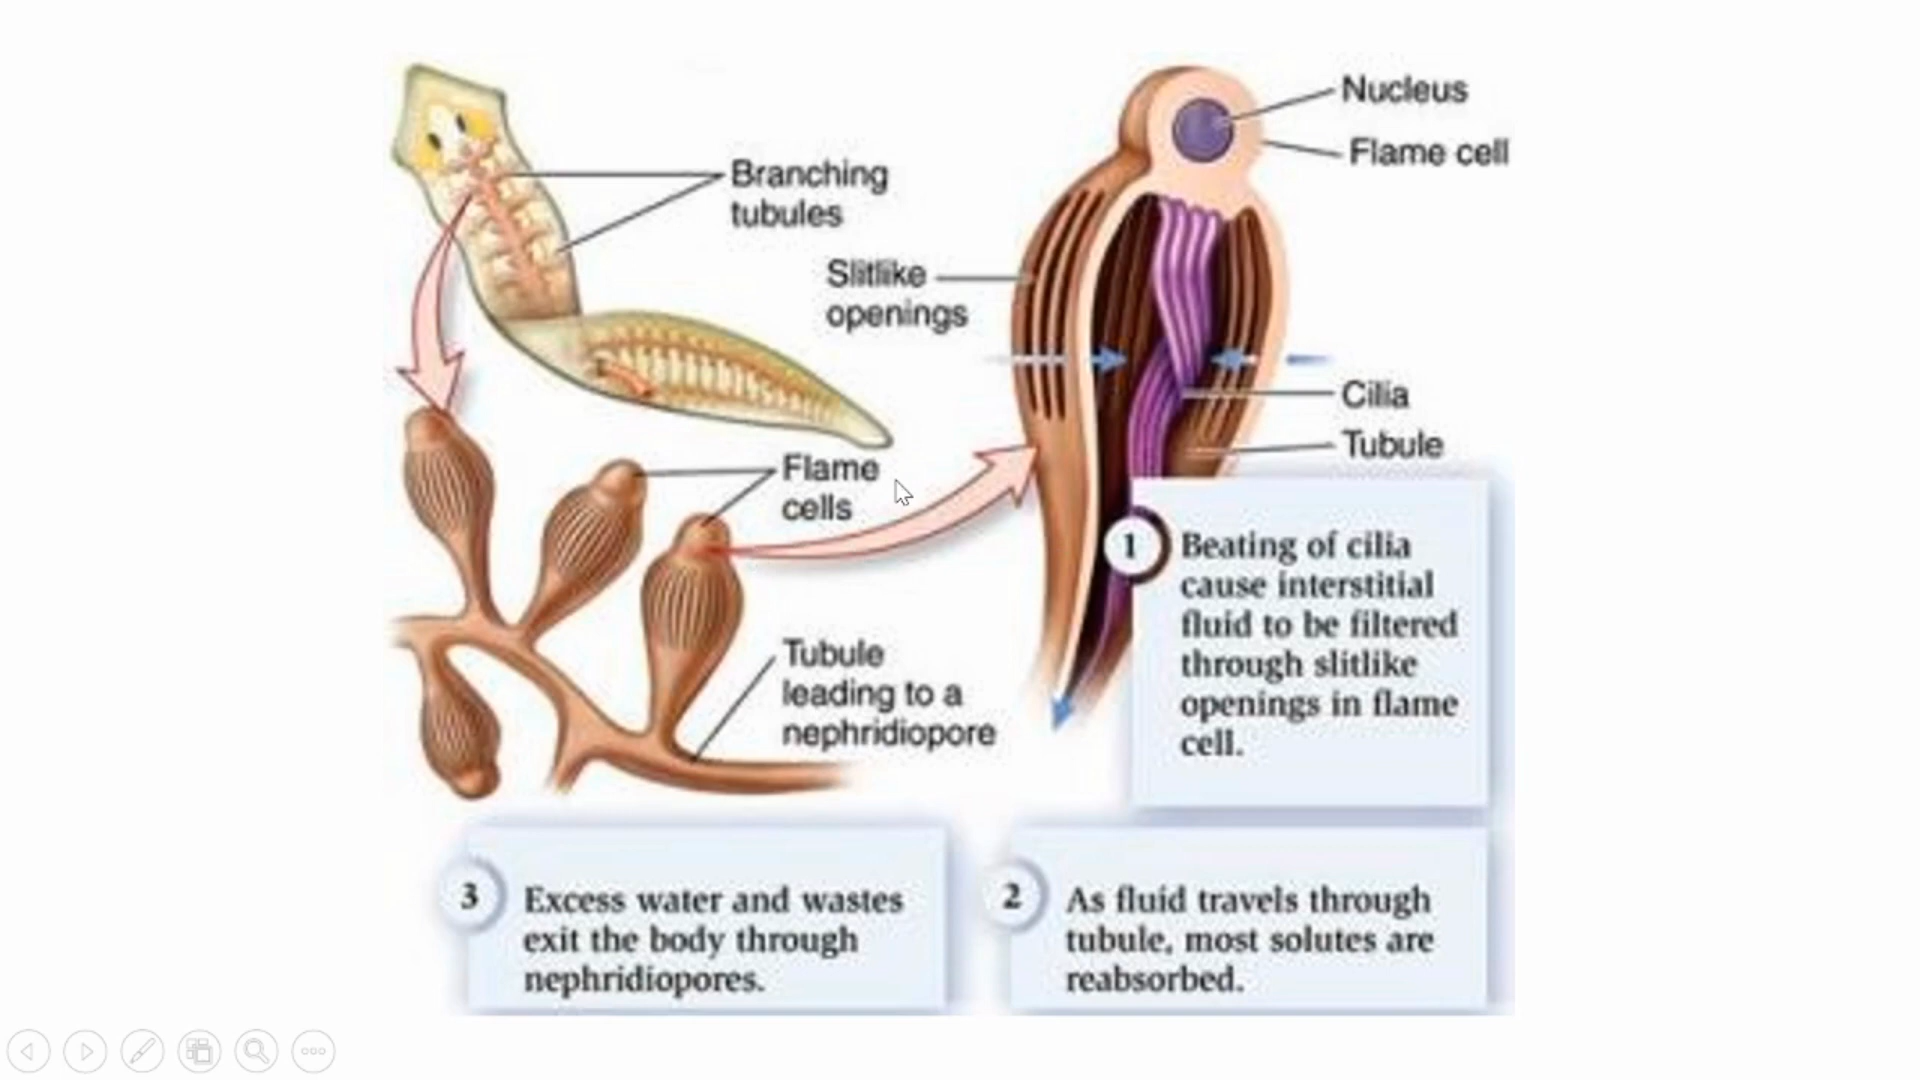 Nucleus
Flame cell
Branching
tubules
Slitlike
openings
Cilia
Tubule
Flame
cells
Tubule
leading to a
nephridiopore
1
Beating of cilia
cause interstitial
fluid to be filtered
through slitlike
openings in flame
cell.
3
Excess water and wastes
exit the body through
nephridiopores.
2
As fluid travels through
tubule, most solutes are
reabsorbed.